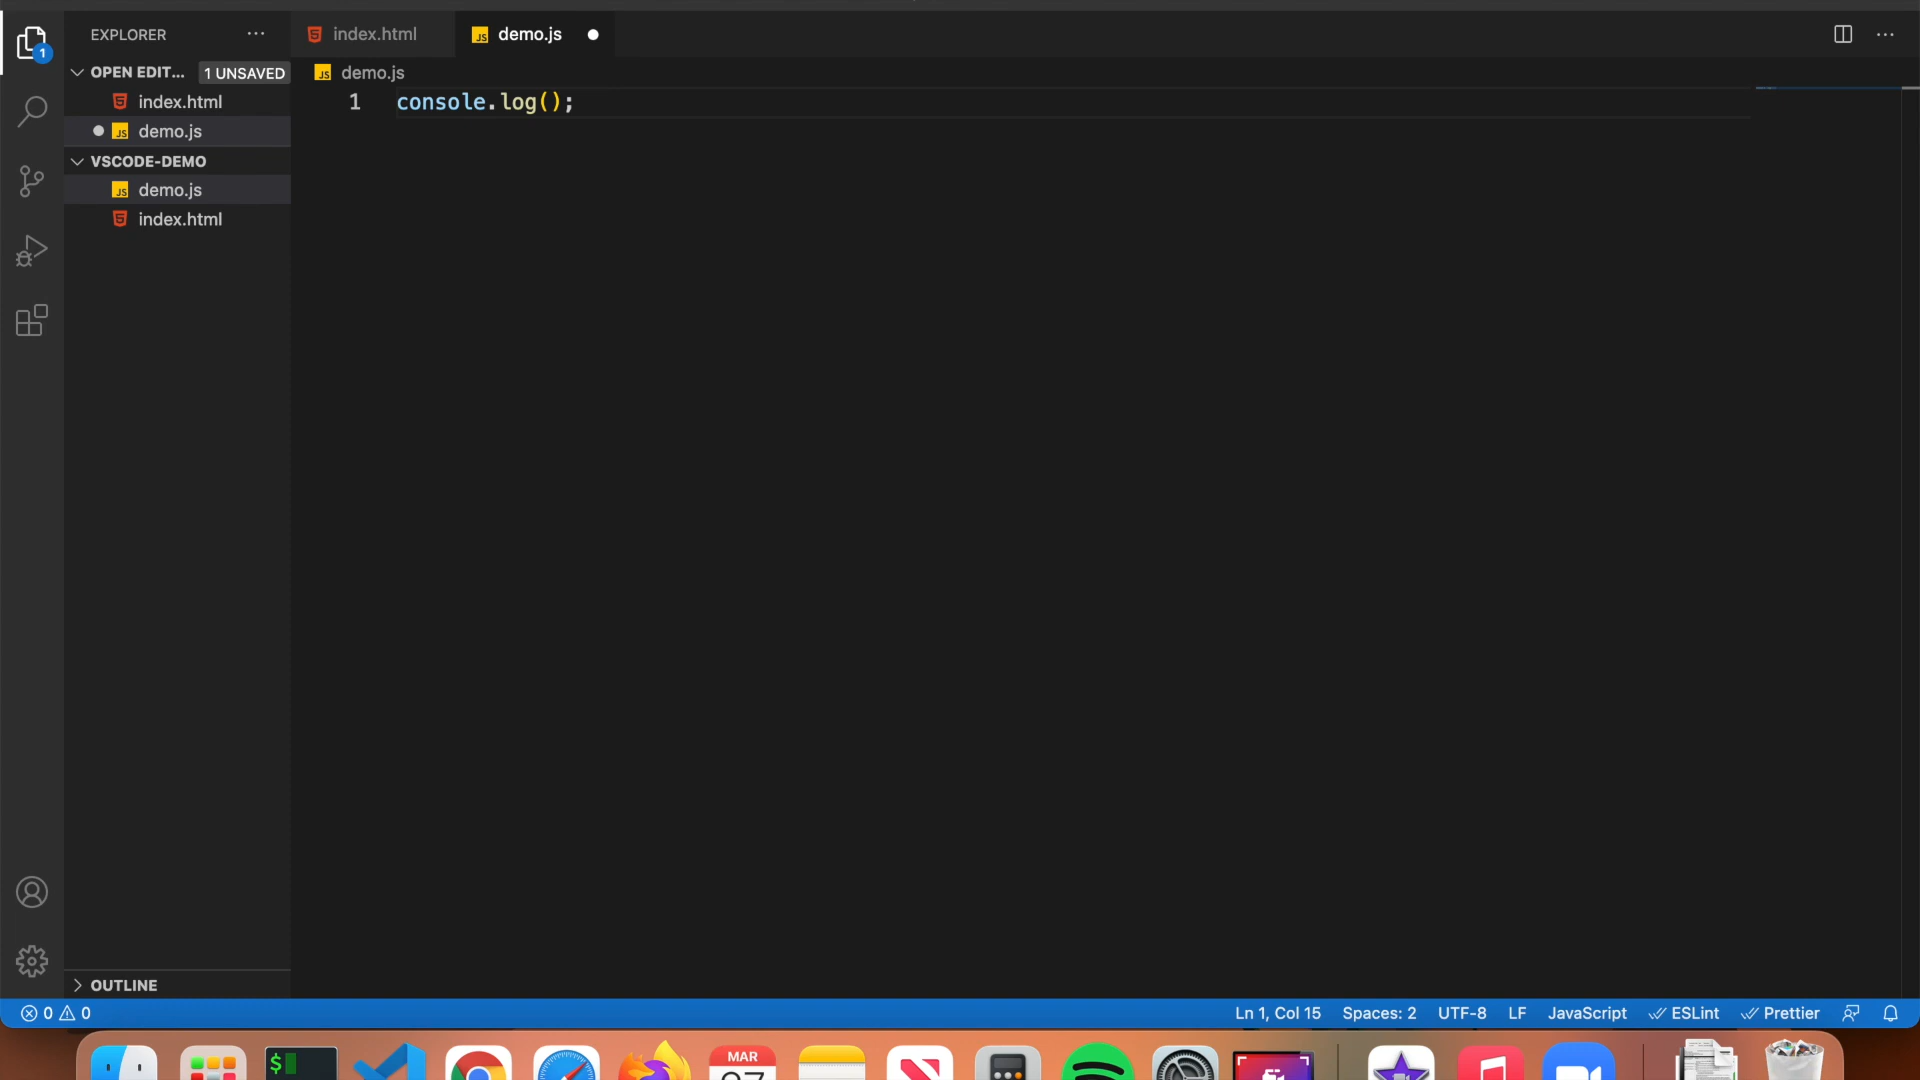 EXPLORER
OPEN EDIT... 1 UNSAVED
index.html
demo.js
VSCODE-DEMO
demo.js
index.html
OUTLINE
1
index.html
demo.js
demo.js
1 console.log();
0 0
Ln 1, Col 15 Spaces: 2 UTF-8 LF JavaScript ESLint Prettier
$
MAR